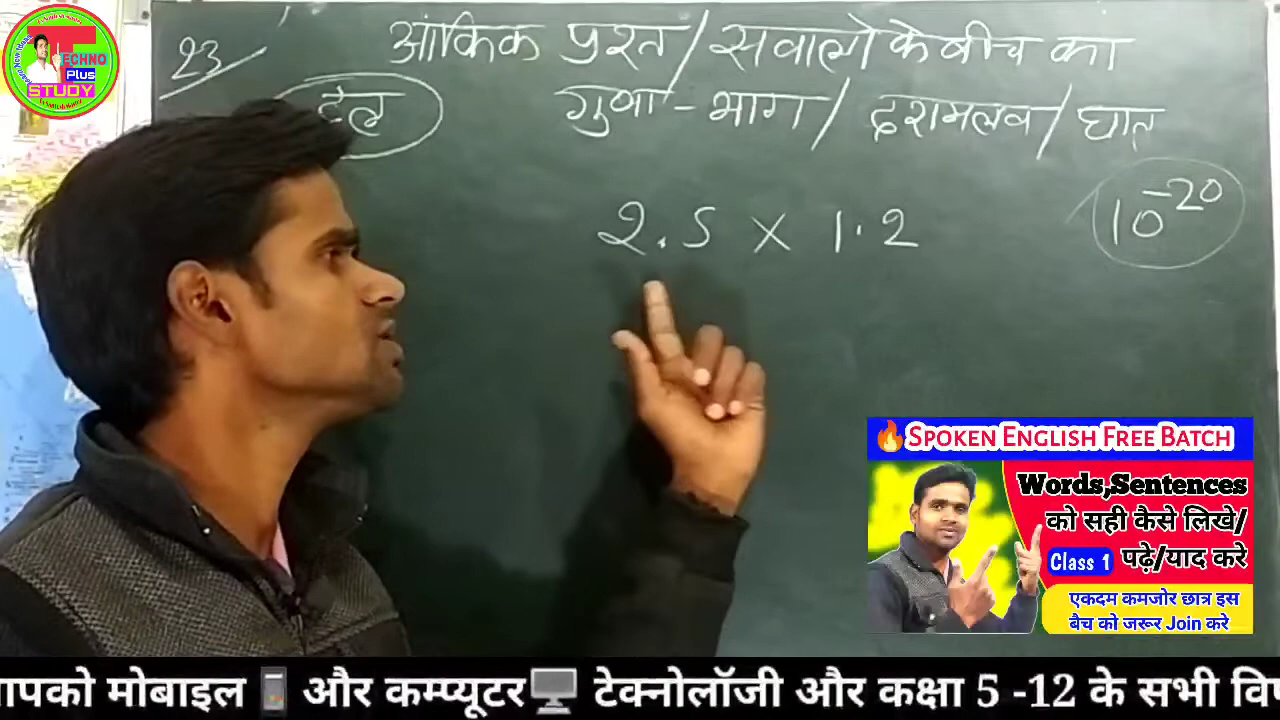 TECHNO
Plus
STUDY
23
आंकिक प्रश्न / सवालो के बीच का
हल
गुणा - भाग / दशमलव / घात
2.5 × 1.2
10⁻²⁰
🔥SPOKEN ENGLISH FREE BATCH
Words,Sentences
को सही कैसे लिखे/
Class 1 पढ़े/याद करे
एकदम कमजोर छात्र इस
बैच को जरूर Join करे
और कम्प्यूटर🖥️ टेक्नोलॉजी और कक्षा 5 -12 के सभी